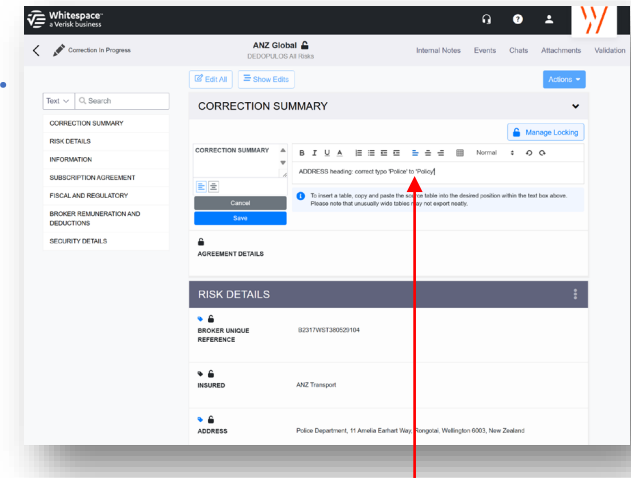 Whitespace™
a Verisk business
Correction In Progress
ANZ Global
DEDOPULOS All Risks
Internal Notes Events Chats Attachments Validation
Edit All Show Edits Actions
Text Search
CORRECTION SUMMARY
RISK DETAILS
INFORMATION
SUBSCRIPTION AGREEMENT
FISCAL AND REGULATORY
BROKER REMUNERATION AND
DEDUCTIONS
SECURITY DETAILS
CORRECTION SUMMARY
Manage Locking
CORRECTION SUMMARY
B I U A Normal
ADDRESS heading: correct typo 'Police' to 'Policy'
Cancel
Save
To insert a table, copy and paste the source table into the desired position within the text box above.
Please note that unusually wide tables may not export neatly.
AGREEMENT DETAILS
RISK DETAILS
BROKER UNIQUE
REFERENCE
B2317WST380529104
INSURED
ANZ Transport
ADDRESS
Police Department, 11 Amelia Earhart Way, Rongotai, Wellington 6003, New Zealand